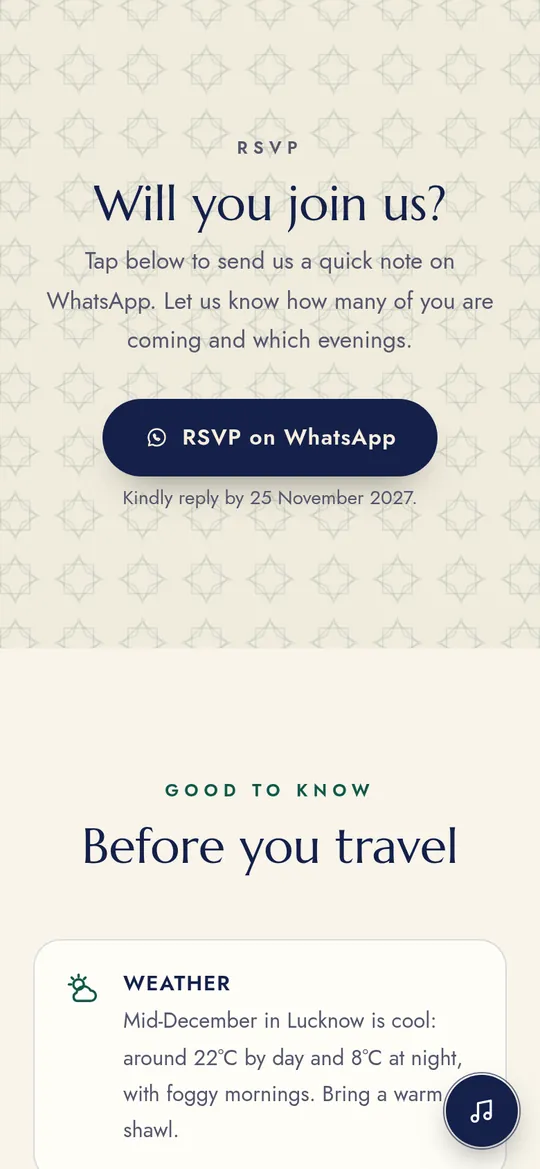 RSVP
Will you join us?
Tap below to send us a quick note on
WhatsApp. Let us know how many of you are
coming and which evenings.
RSVP on WhatsApp
Kindly reply by 25 November 2027.
GOOD TO KNOW
Before you travel
WEATHER
Mid-December in Lucknow is cool:
around 22°C by day and 8°C at night,
with foggy mornings. Bring a warm
shawl.